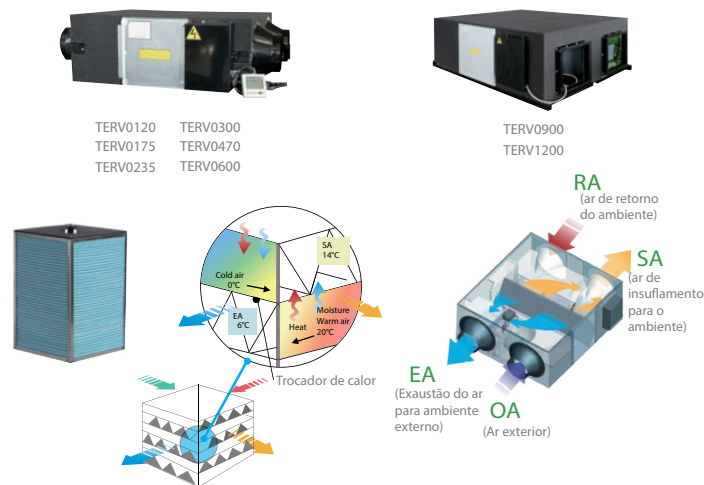 TERV0120 TERV0300
TERV0175 TERV0470
TERV0235 TERV0600
TERV0900
TERV1200
RA
(ar de retorno
do ambiente)
SA
14°C
Cold air
0°C
EA
6°C
Heat
Moisture
Warm air
20°C
Trocador de calor
SA
(ar de
insuflamento
para o
ambiente)
EA
(Exaustão do ar
para ambiente
externo)
OA
(Ar exterior)